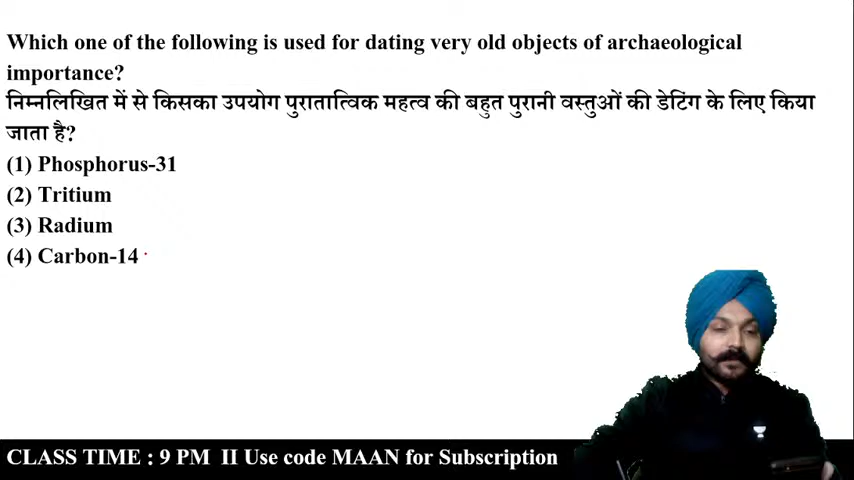 Which one of the following is used for dating very old objects of archaeological
importance?
निम्नलिखित में से किसका उपयोग पुरातात्विक महत्व की बहुत पुरानी वस्तुओं की डेटिंग के लिए किया
जाता है?
(1) Phosphorus-31
(2) Tritium
(3) Radium
(4) Carbon-14
CLASS TIME : 9 PM II Use code MAAN for Subscription